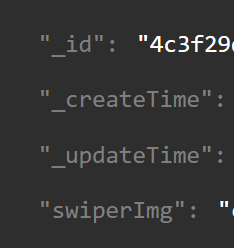 "_id": "4c3f29
"_createTime":
"_updateTime":
"swiperImg": "